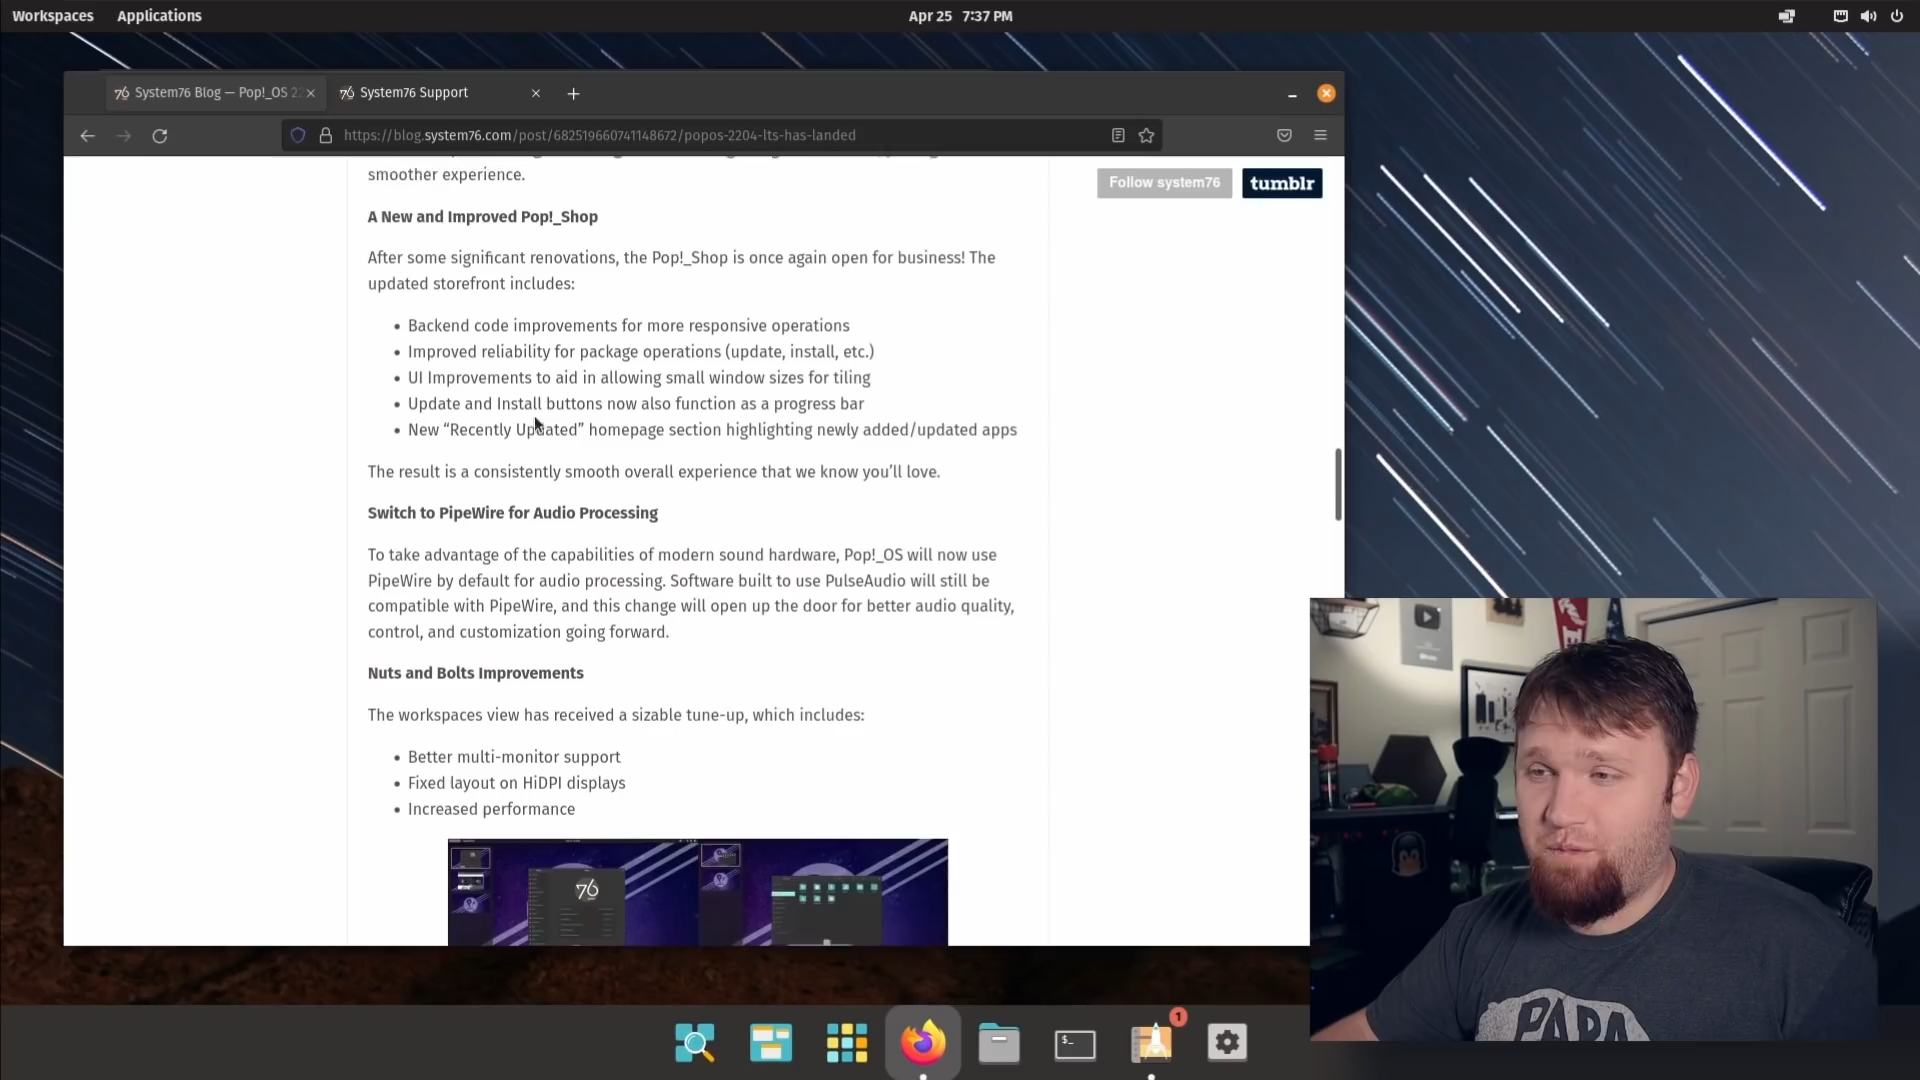 Workspaces Applications Apr 25 7:37 PM
System76 Blog — Pop!_OS 22 System76 Support
https://blog.system76.com/post/682519660741148672/popos-2204-lts-has-landed
Follow system76 tumblr
smoother experience.
A New and Improved Pop!_Shop
After some significant renovations, the Pop!_Shop is once again open for business! The
updated storefront includes:
• Backend code improvements for more responsive operations
• Improved reliability for package operations (update, install, etc.)
• UI Improvements to aid in allowing small window sizes for tiling
• Update and Install buttons now also function as a progress bar
• New “Recently Updated” homepage section highlighting newly added/updated apps
The result is a consistently smooth overall experience that we know you’ll love.
Switch to PipeWire for Audio Processing
To take advantage of the capabilities of modern sound hardware, Pop!_OS will now use
PipeWire by default for audio processing. Software built to use PulseAudio will still be
compatible with PipeWire, and this change will open up the door for better audio quality,
control, and customization going forward.
Nuts and Bolts Improvements
The workspaces view has received a sizable tune-up, which includes:
• Better multi-monitor support
• Fixed layout on HiDPI displays
• Increased performance
76
$_
1
PAPA